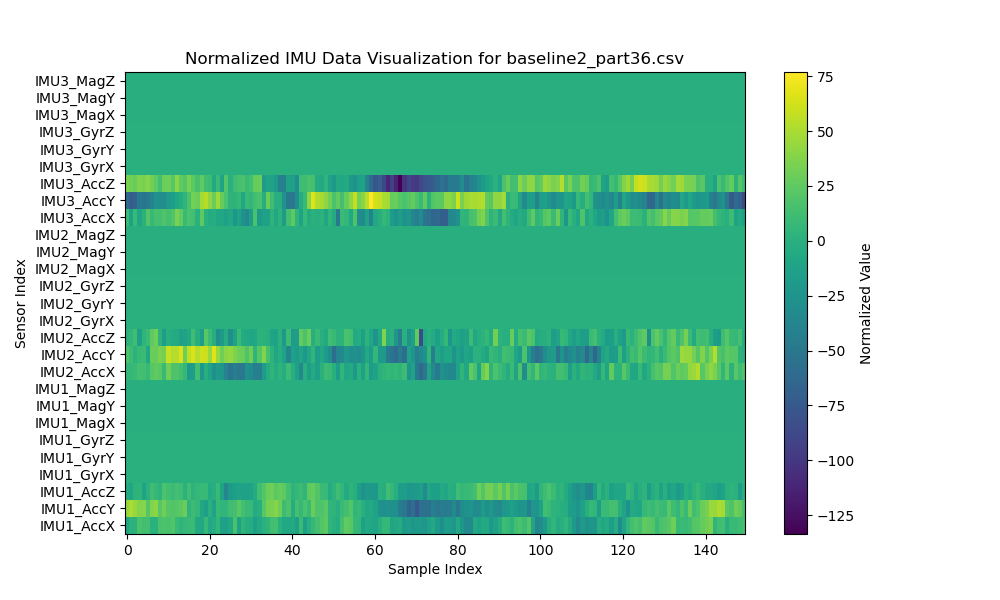 Normalized IMU Data Visualization for baseline2_part36.csv
IMU3_MagZ
IMU3_MagY
IMU3_MagX
IMU3_GyrZ
IMU3_GyrY
IMU3_GyrX
IMU3_AccZ
IMU3_AccY
IMU3_AccX
IMU2_MagZ
IMU2_MagY
IMU2_MagX
IMU2_GyrZ
IMU2_GyrY
IMU2_GyrX
IMU2_AccZ
IMU2_AccY
IMU2_AccX
IMU1_MagZ
IMU1_MagY
IMU1_MagX
IMU1_GyrZ
IMU1_GyrY
IMU1_GyrX
IMU1_AccZ
IMU1_AccY
IMU1_AccX
Sensor Index
0 20 40 60 80 100 120 140
Sample Index
75
50
25
0
−25
−50
−75
−100
−125
Normalized Value